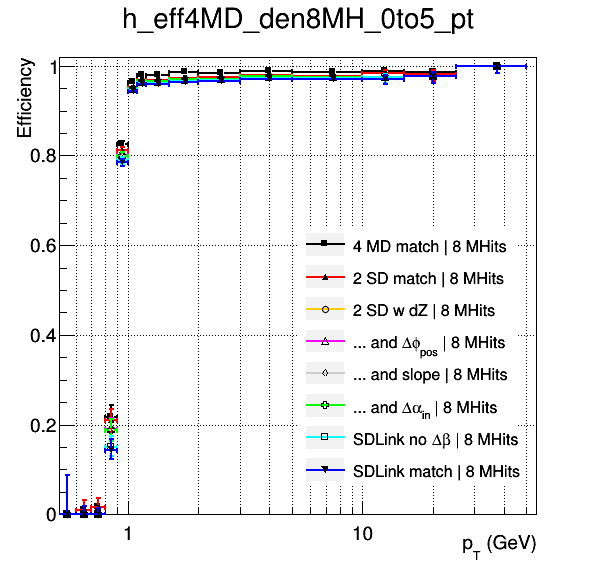 h_eff4MD_den8MH_0to5_pt
Efficiency
1
0.8
0.6
0.4
0.2
0
4 MD match | 8 MHits
2 SD match | 8 MHits
2 SD w dZ | 8 MHits
... and Δϕpos | 8 MHits
... and slope | 8 MHits
... and Δαin | 8 MHits
SDLink no Δβ | 8 MHits
SDLink match | 8 MHits
1 10
pT (GeV)